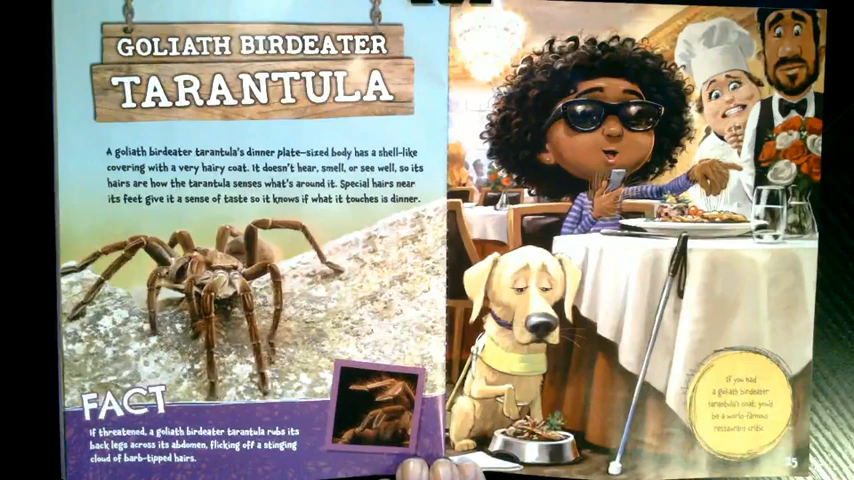 GOLIATH BIRDEATER
TARANTULA
A goliath birdeater tarantula's dinner plate-sized body has a shell-like
covering with a very hairy coat. It doesn't hear, smell, or see well, so its
hairs are how the tarantula senses what's around it. Special hairs near
its feet give it a sense of taste so it knows if what it touches is dinner.
FACT
If threatened, a goliath birdeater tarantula rubs its
back legs across its abdomen, flicking off a stinging
cloud of barb-tipped hairs.
If you had
a goliath birdeater
tarantula's coat, you'd
be a world-famous
restaurant critic.
25